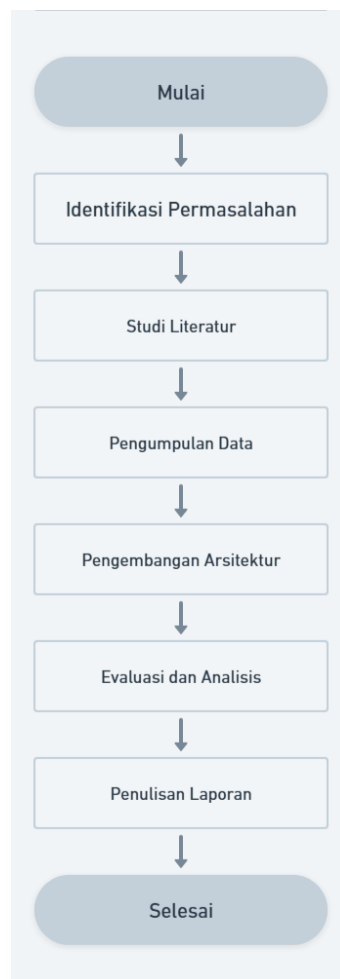 Mulai
Identifikasi Permasalahan
Studi Literatur
Pengumpulan Data
Pengembangan Arsitektur
Evaluasi dan Analisis
Penulisan Laporan
Selesai